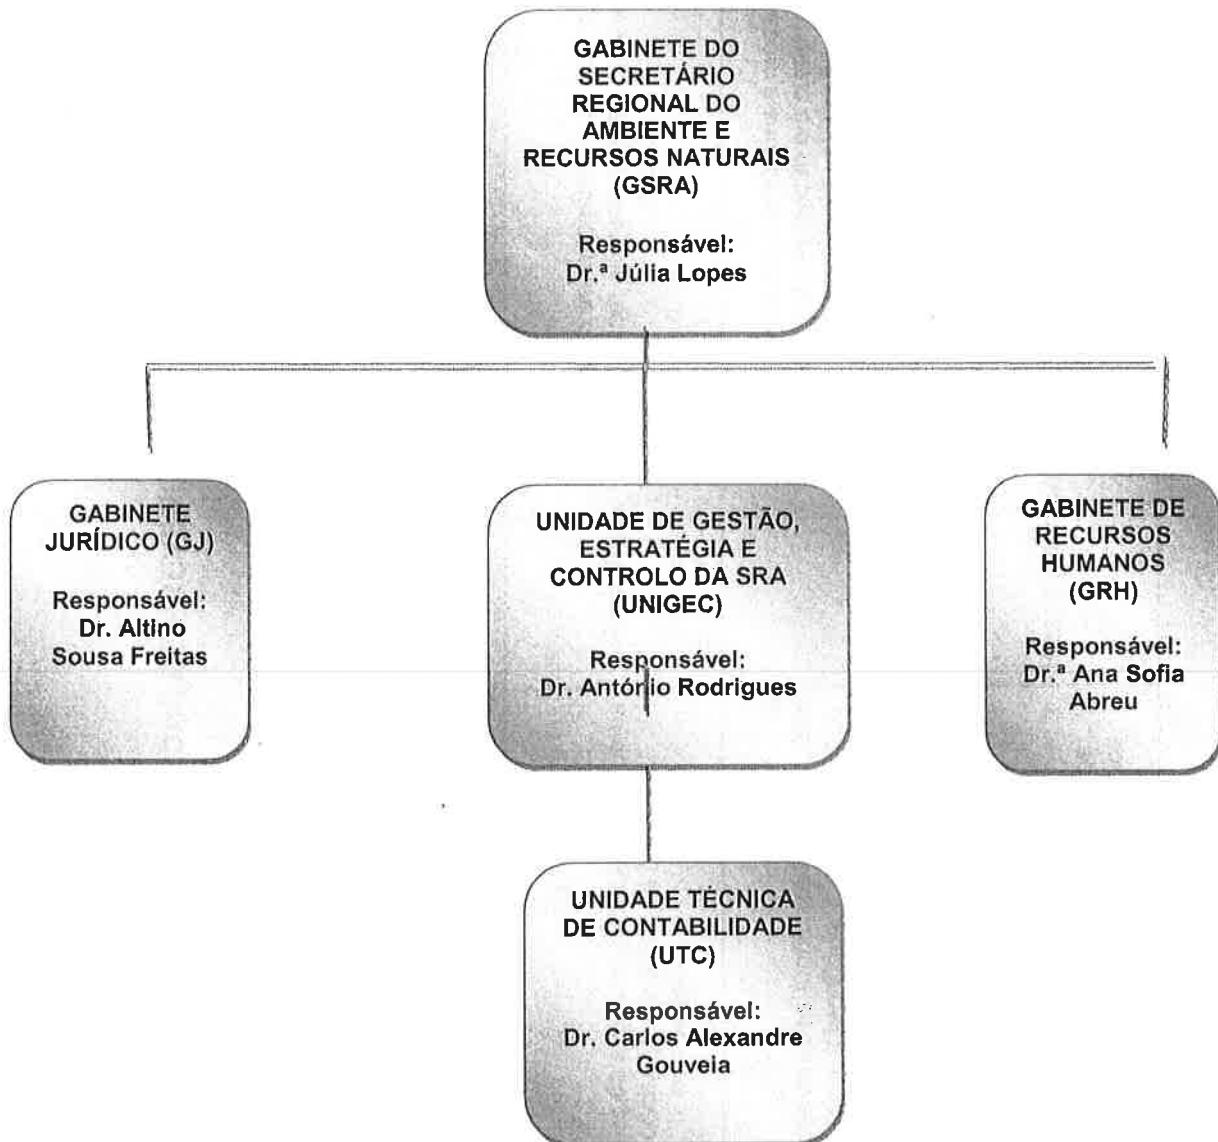 GABINETE DO
SECRETÁRIO
REGIONAL DO
AMBIENTE E
RECURSOS NATURAIS
(GSRA)
Responsável:
Dr.ª Júlia Lopes
GABINETE
JURÍDICO (GJ)
Responsável:
Dr. Altino
Sousa Freitas
UNIDADE DE GESTÃO,
ESTRATÉGIA E
CONTROLO DA SRA
(UNIGEC)
Responsável:
Dr. António Rodrigues
GABINETE DE
RECURSOS
HUMANOS
(GRH)
Responsável:
Dr.ª Ana Sofia
Abreu
UNIDADE TÉCNICA
DE CONTABILIDADE
(UTC)
Responsável:
Dr. Carlos Alexandre
Gouveia